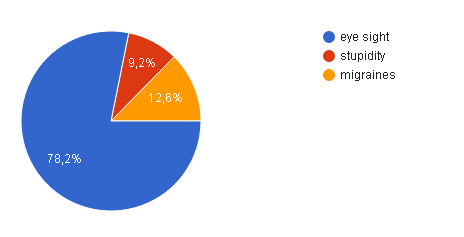 eye sight
stupidity
migraines
9,2%
12,6%
78,2%